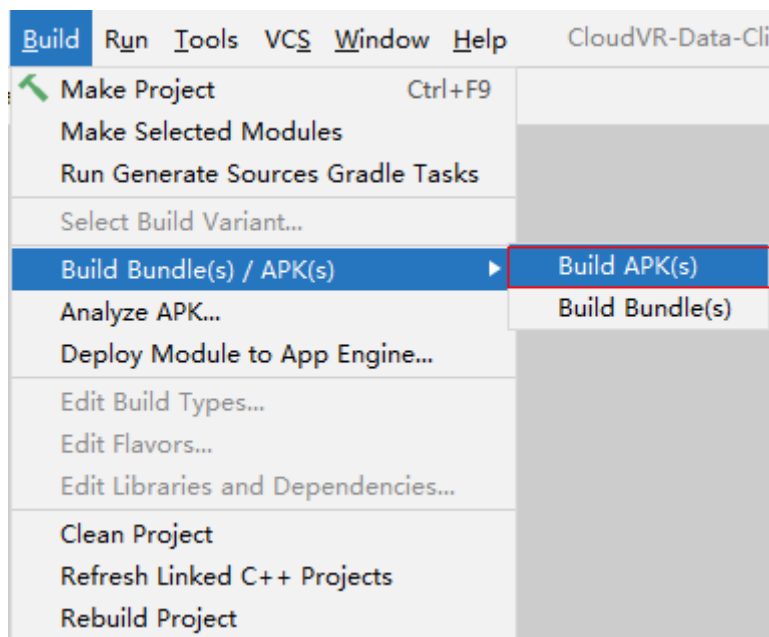 Build Run Tools VCS Window Help CloudVR-Data-Cli
Make Project Ctrl+F9
Make Selected Modules
Run Generate Sources Gradle Tasks
Select Build Variant...
Build Bundle(s) / APK(s) Build APK(s)
Analyze APK... Build Bundle(s)
Deploy Module to App Engine...
Edit Build Types...
Edit Flavors...
Edit Libraries and Dependencies...
Clean Project
Refresh Linked C++ Projects
Rebuild Project